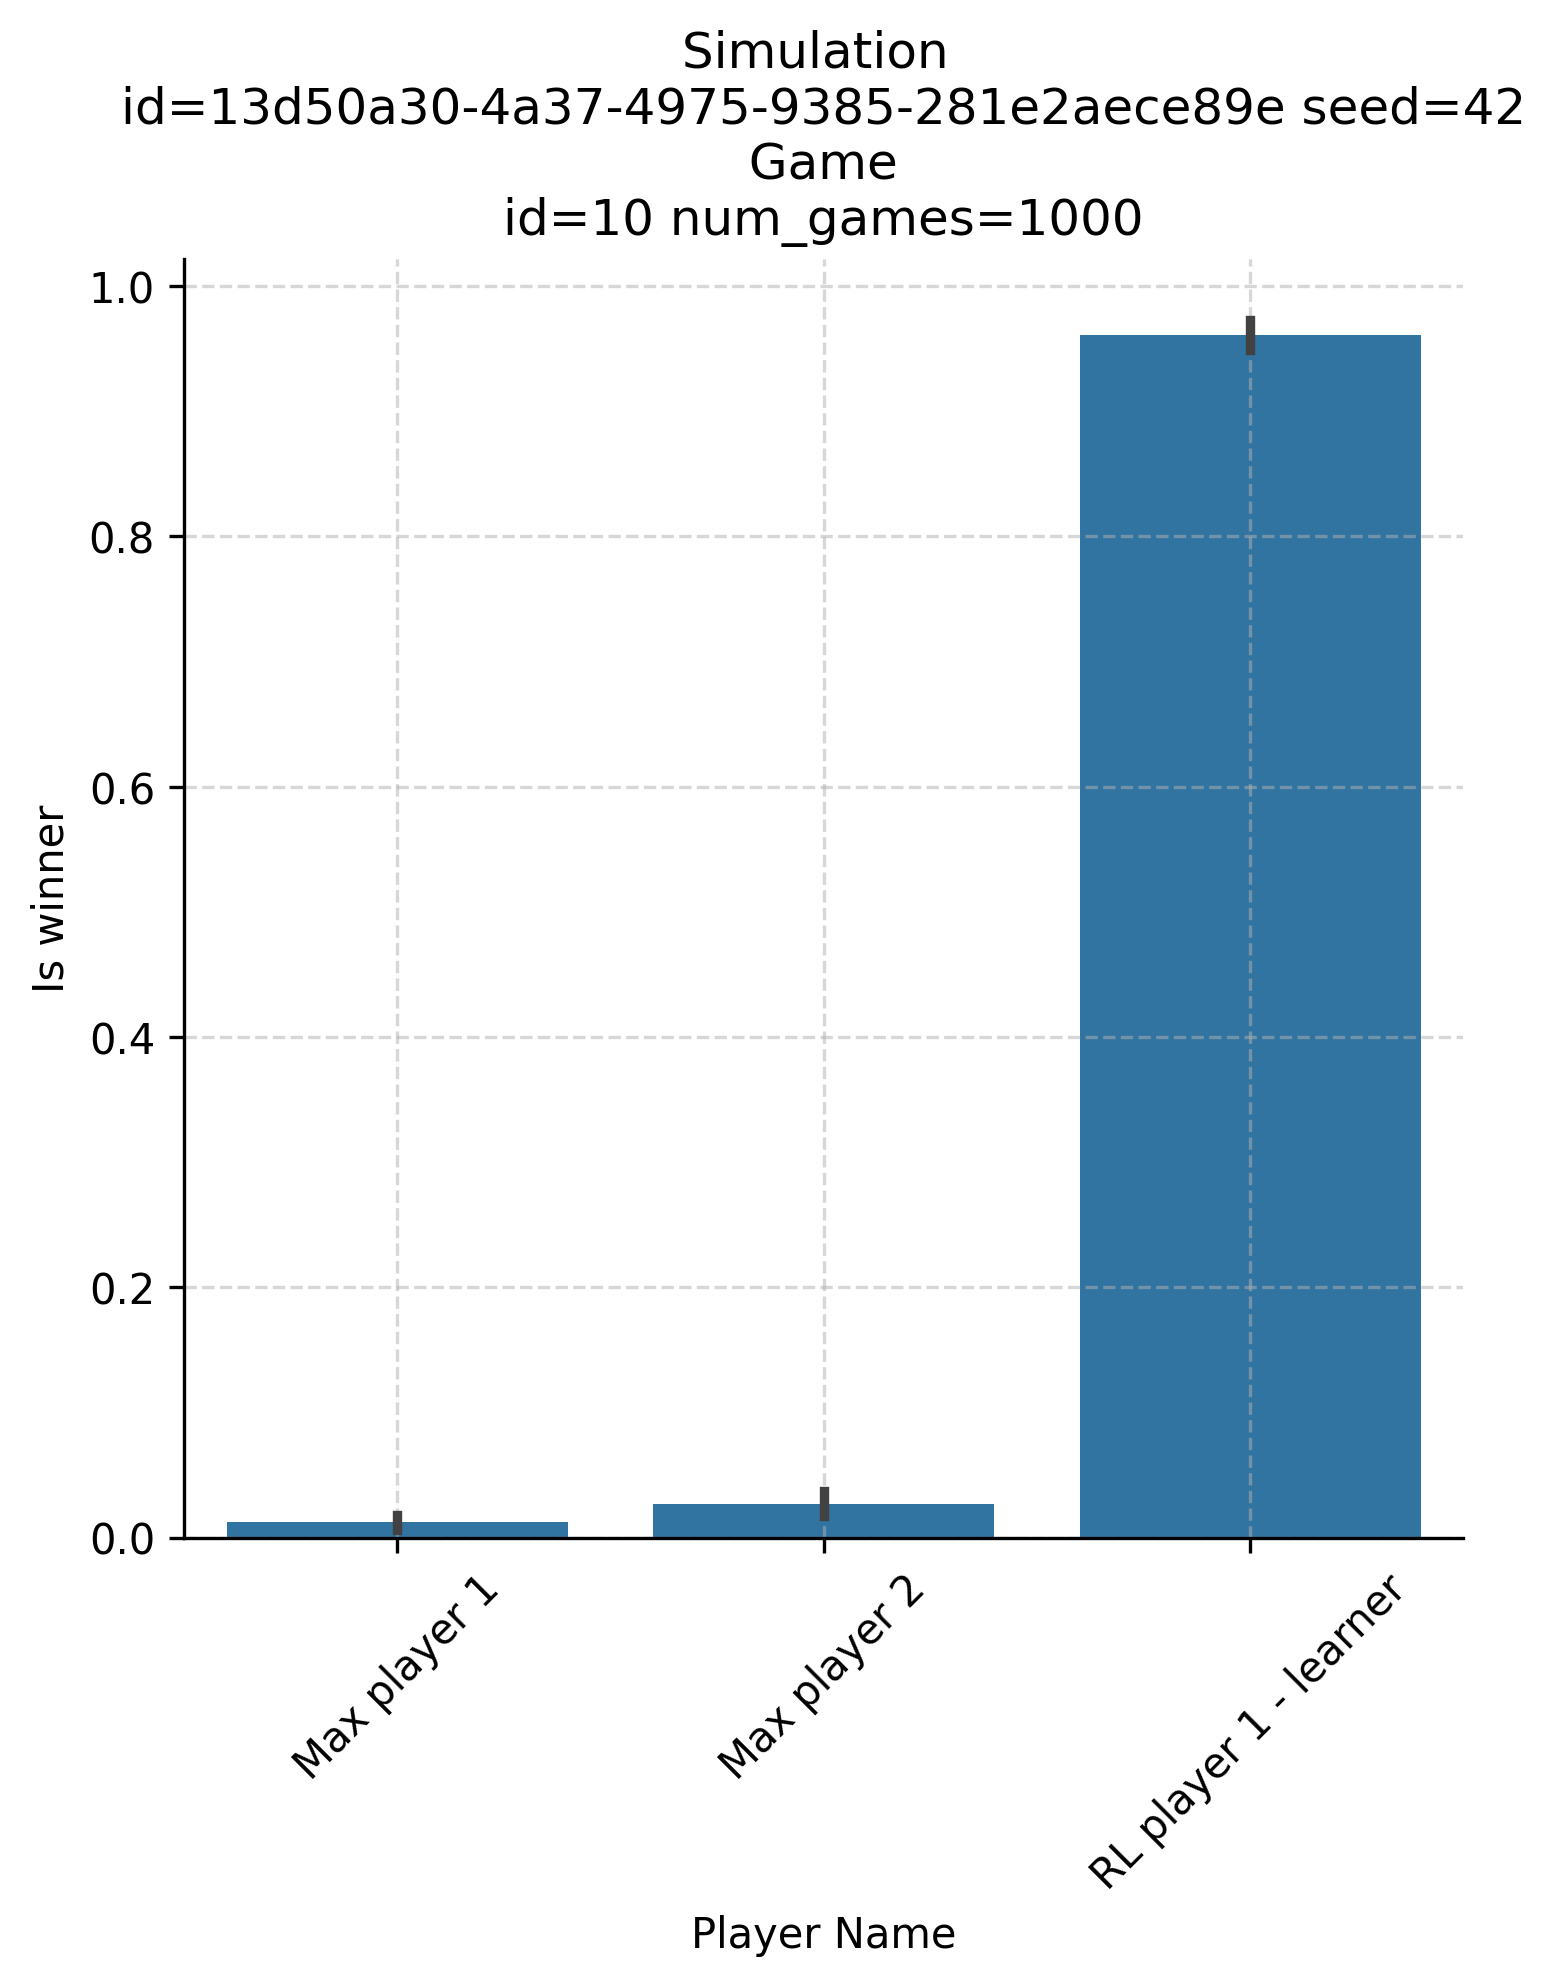 Simulation
id=13d50a30-4a37-4975-9385-281e2aece89e seed=42
Game
id=10 num_games=1000
1.0
0.8
0.6
0.4
0.2
0.0
Is winner
Max player 1
Max player 2
RL player 1 - learner
Player Name